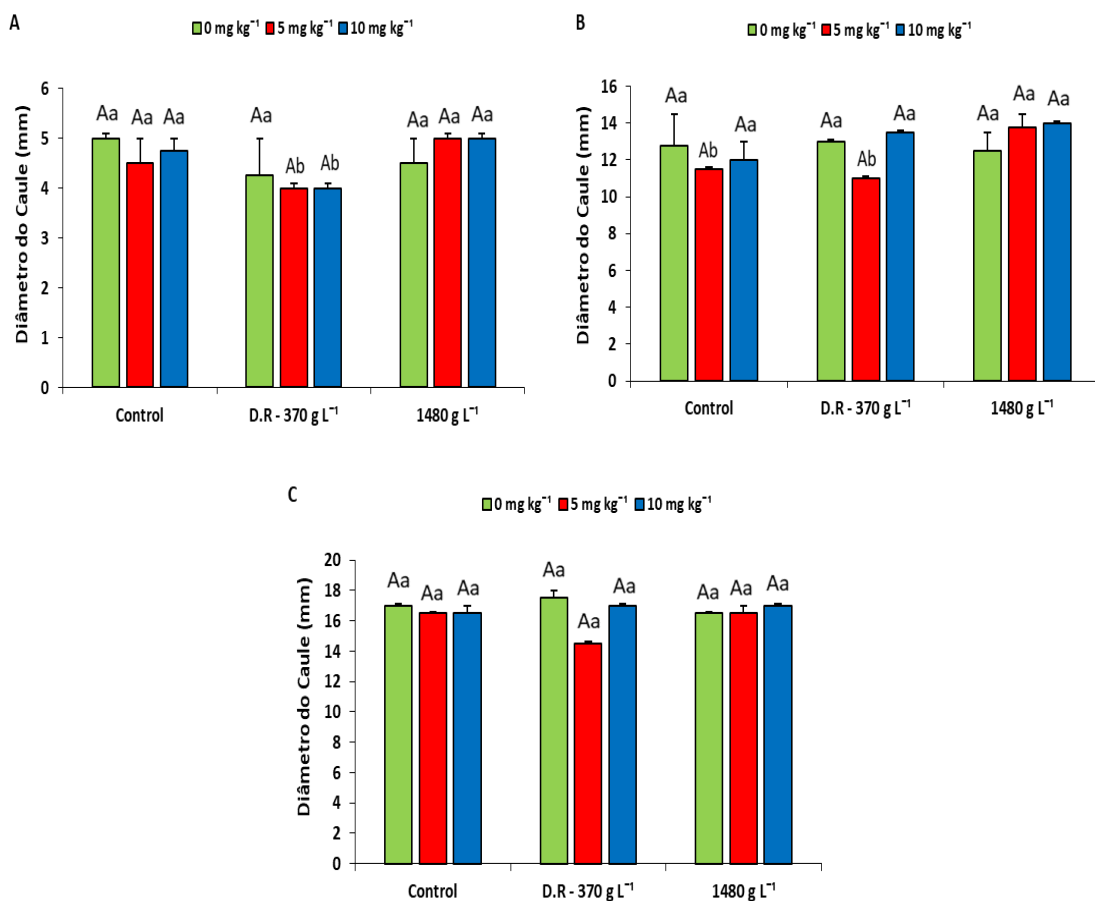 A
0 mg kg⁻¹ 5 mg kg⁻¹ 10 mg kg⁻¹
Diâmetro do Caule (mm)
6
5
4
3
2
1
0
Aa Aa Aa Aa Ab Ab Aa Aa Aa
Control D.R - 370 g L⁻¹ 1480 g L⁻¹
B
0 mg kg⁻¹ 5 mg kg⁻¹ 10 mg kg⁻¹
Diâmetro do Caule (mm)
16
14
12
10
8
6
4
2
0
Aa Ab Aa Aa Ab Aa Aa Aa Aa
Control D.R - 370 g L⁻¹ 1480 g L⁻¹
C
0 mg kg⁻¹ 5 mg kg⁻¹ 10 mg kg⁻¹
Diâmetro do Caule (mm)
20
18
16
14
12
10
8
6
4
2
0
Aa Aa Aa Aa Aa Aa Aa Aa Aa
Control D.R - 370 g L⁻¹ 1480 g L⁻¹